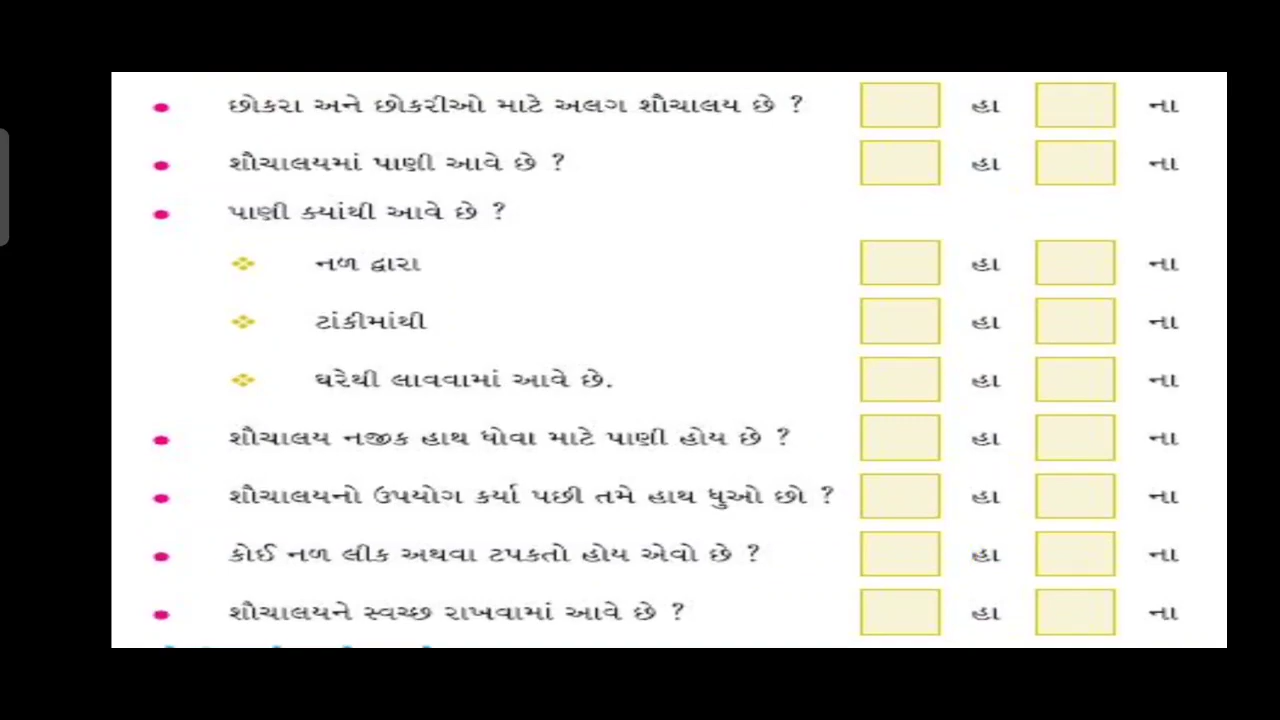 છોકરા અને છોકરીઓ માટે અલગ શૌચાલય છે ? હા ના
શૌચાલયમાં પાણી આવે છે ? હા ના
પાણી ક્યાંથી આવે છે ?
નળ દ્વારા હા ના
ટાંકીમાંથી હા ના
ઘરેથી લાવવામાં આવે છે. હા ના
શૌચાલય નજીક હાથ ધોવા માટે પાણી હોય છે ? હા ના
શૌચાલયનો ઉપયોગ કર્યા પછી તમે હાથ ધુઓ છો ? હા ના
કોઈ નળ લીક અથવા ટપકતો હોય એવો છે ? હા ના
શૌચાલયને સ્વચ્છ રાખવામાં આવે છે ? હા ના